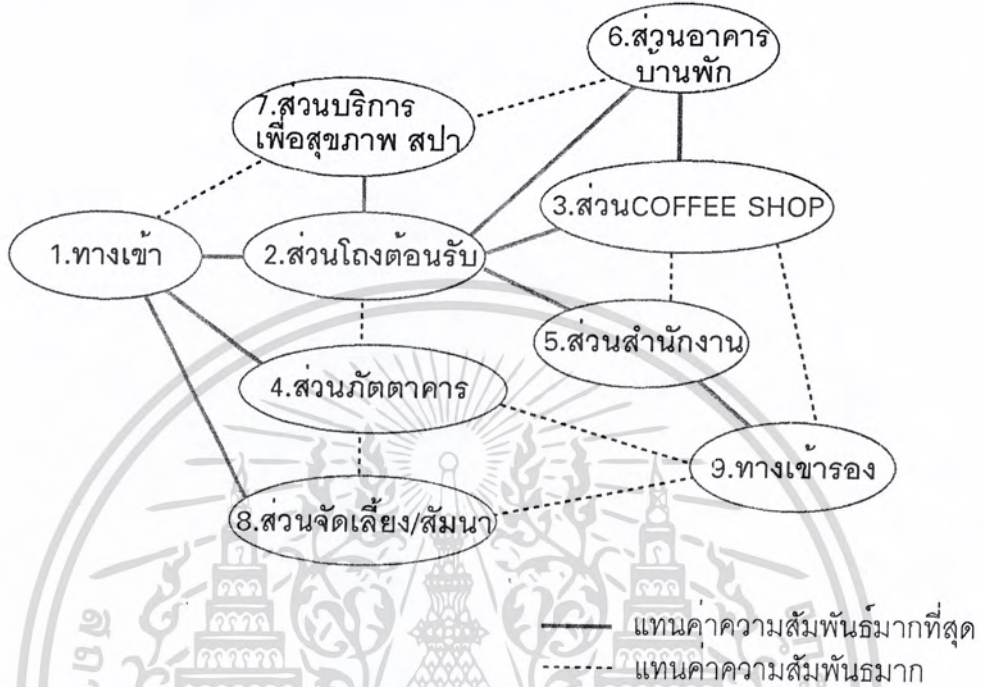 6.ส่วนอาคาร
บ้านพัก
7.ส่วนบริการ
เพื่อสุขภาพ สปา
3.ส่วนCOFFEE SHOP
1.ทางเข้า
2.ส่วนโถงต้อนรับ
5.ส่วนสำนักงาน
4.ส่วนภัตตาคาร
9.ทางเข้ารอง
8.ส่วนจัดเลี้ยง/สัมนา
แทนค่าความสัมพันธ์มากที่สุด
แทนค่าความสัมพันธมาก